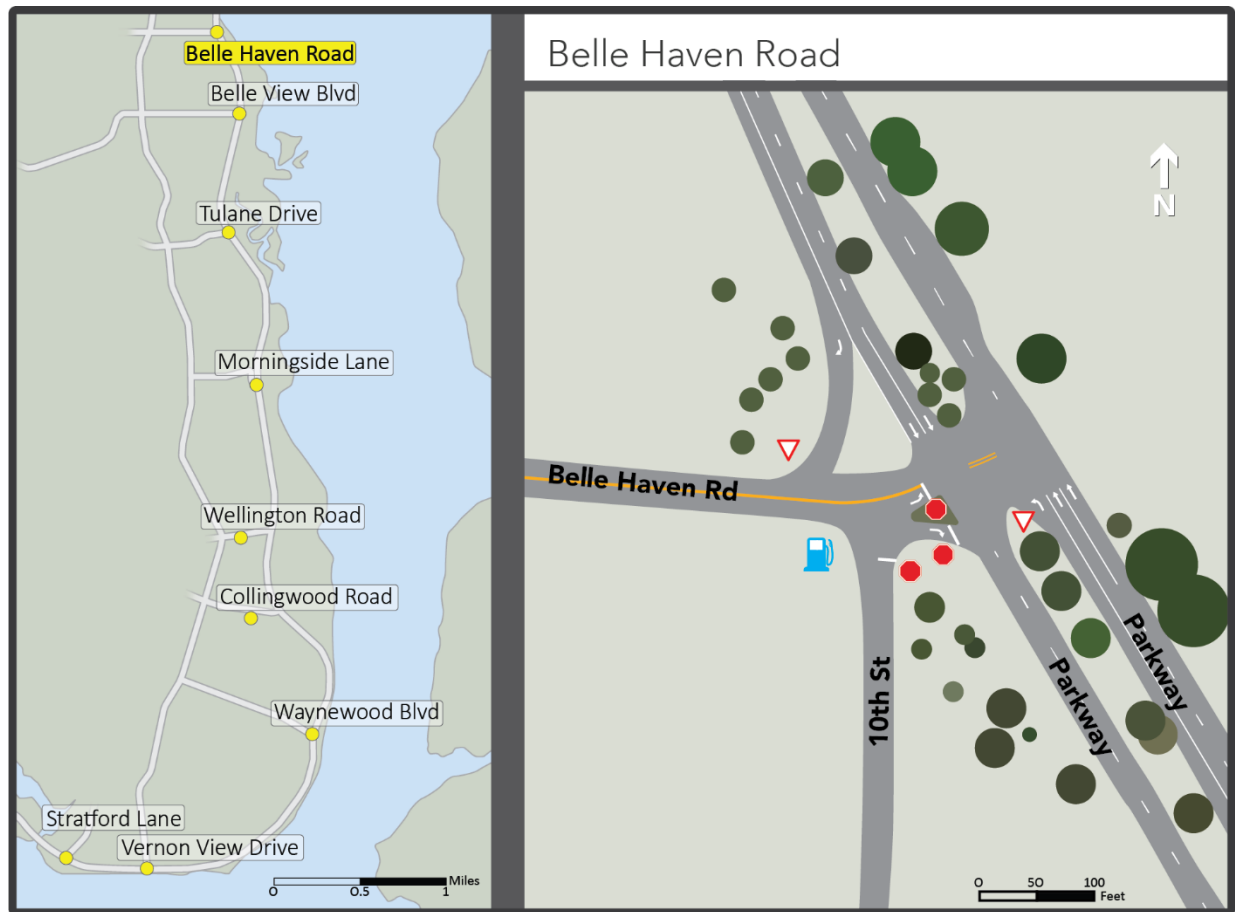 Belle Haven Road
Belle View Blvd
Tulane Drive
Morningside Lane
Wellington Road
Collingwood Road
Waynewood Blvd
Stratford Lane
Vernon View Drive
0 0.5 1 Miles
Belle Haven Road
N
Belle Haven Rd
10th St
Parkway
Parkway
0 50 100
Feet